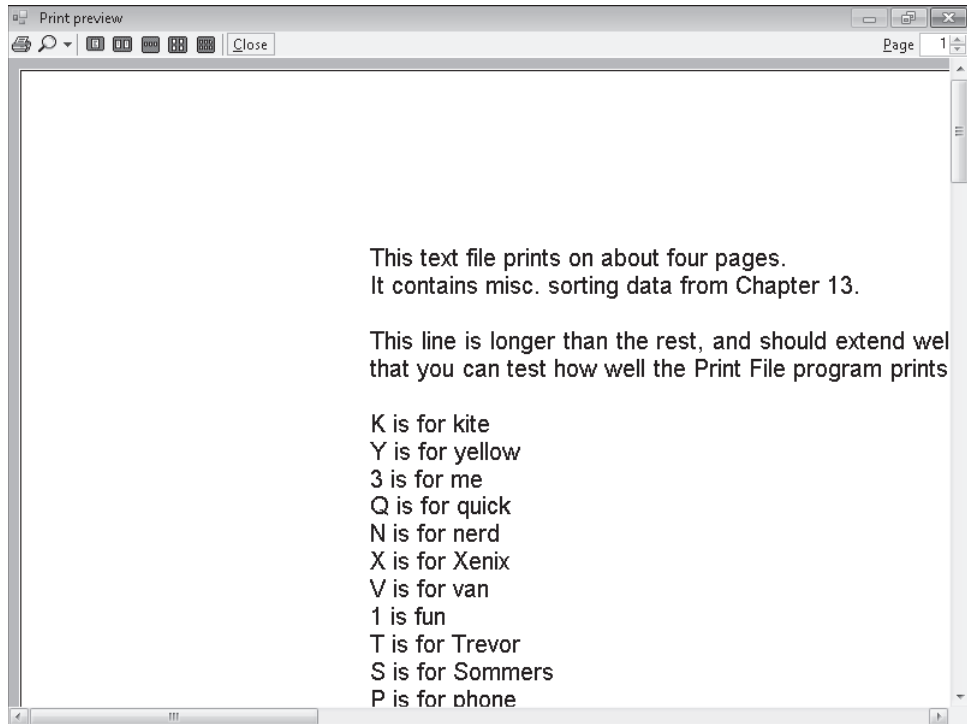 Print preview
Close
Page 1
This text file prints on about four pages.
It contains misc. sorting data from Chapter 13.
This line is longer than the rest, and should extend wel
that you can test how well the Print File program prints
K is for kite
Y is for yellow
3 is for me
Q is for quick
N is for nerd
X is for Xenix
V is for van
1 is fun
T is for Trevor
S is for Sommers
P is for phone